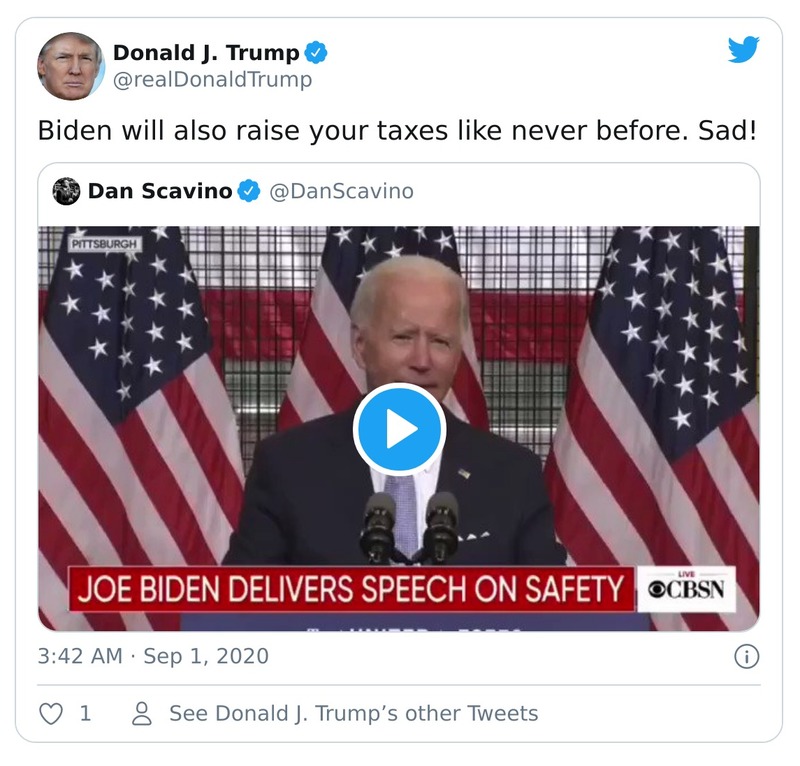 Donald J. Trump
@realDonaldTrump
Biden will also raise your taxes like never before. Sad!
Dan Scavino @DanScavino
PITTSBURGH
JOE BIDEN DELIVERS SPEECH ON SAFETY
LIVE
CBSN
3:42 AM · Sep 1, 2020
1
See Donald J. Trump’s other Tweets